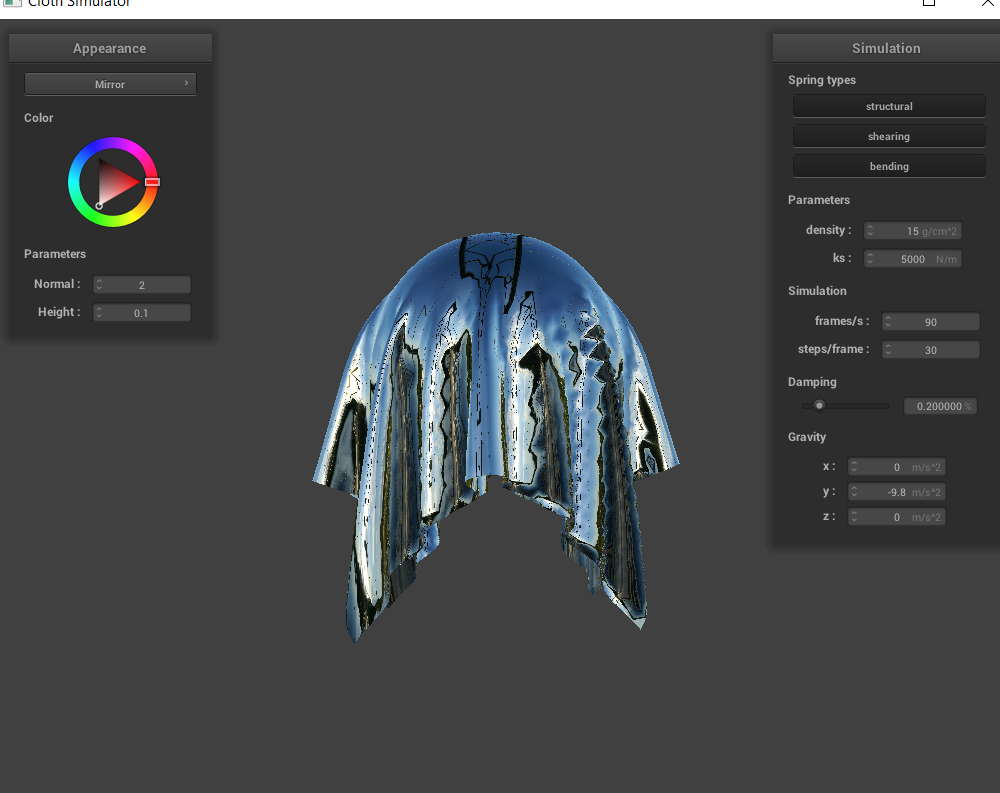 Cloth Simulator
Appearance
Mirror
Color
Parameters
Normal : 2
Height : 0.1
Simulation
Spring types
structural
shearing
bending
Parameters
density : 15 g/cm^2
ks : 5000 N/m
Simulation
frames/s : 90
steps/frame : 30
Damping
0.200000 %
Gravity
x : 0 m/s^2
y : -9.8 m/s^2
z : 0 m/s^2